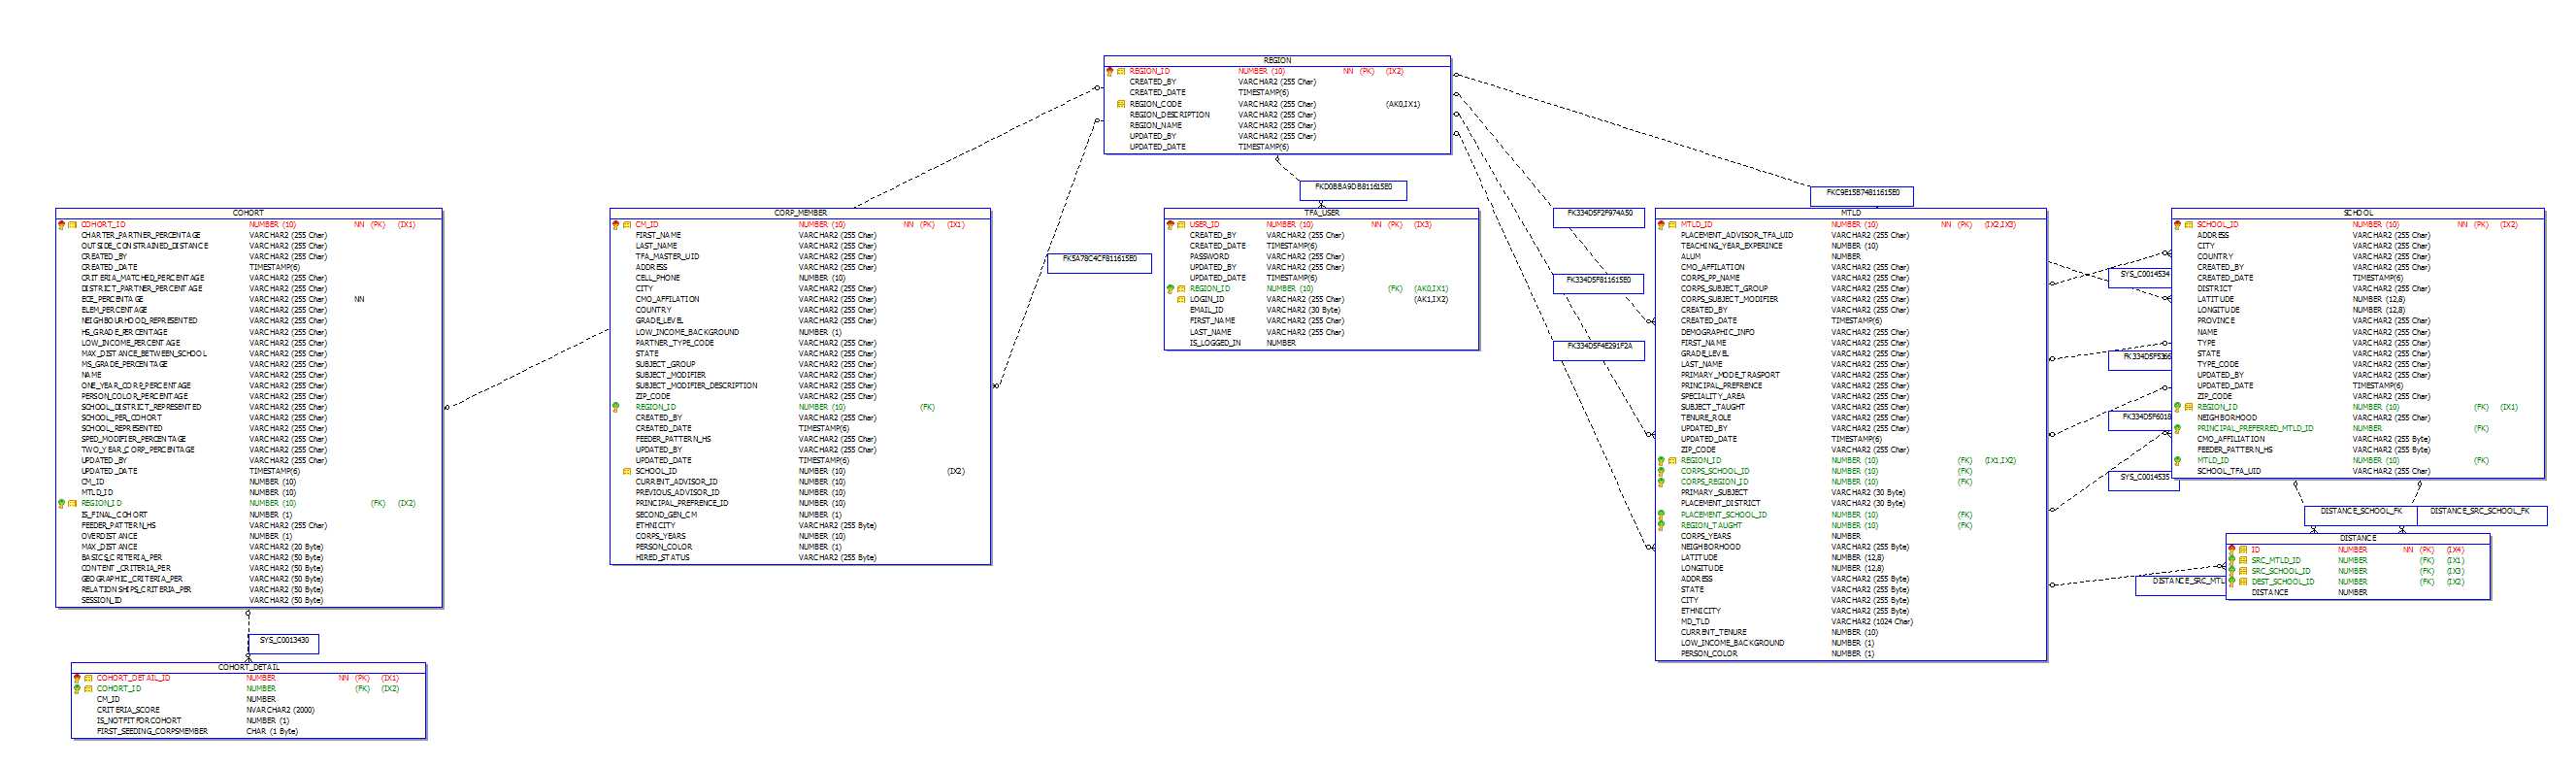 REGION
REGION_ID NUMBER (10) NN (PK) (IX2)
CREATED_BY VARCHAR2 (255 Char)
CREATED_DATE TIMESTAMP(6)
REGION_CODE VARCHAR2 (255 Char) (AK0,IX1)
REGION_DESCRIPTION VARCHAR2 (255 Char)
REGION_NAME VARCHAR2 (255 Char)
UPDATED_BY VARCHAR2 (255 Char)
UPDATED_DATE TIMESTAMP(6)
FKD0BBA9DB811615E0
FKC9E15B74811615E0
COHORT
COHORT_ID NUMBER (10) NN (PK) (IX1)
CHARTER_PARTNER_PERCENTAGE VARCHAR2 (255 Char)
OUTSIDE_CONSTRAINED_DISTANCE VARCHAR2 (255 Char)
CREATED_BY VARCHAR2 (255 Char)
CREATED_DATE TIMESTAMP(6)
CRITERIA_MATCHED_PERCENTAGE VARCHAR2 (255 Char)
DISTRICT_PARTNER_PERCENTAGE VARCHAR2 (255 Char)
ECE_PERCENTAGE VARCHAR2 (255 Char) NN
ELEM_PERCENTAGE VARCHAR2 (255 Char)
NEIGHBOURHOOD_REPRESENTED VARCHAR2 (255 Char)
HS_GRADE_PERCENTAGE VARCHAR2 (255 Char)
LOW_INCOME_PERCENTAGE VARCHAR2 (255 Char)
MAX_DISTANCE_BETWEEN_SCHOOL VARCHAR2 (255 Char)
MS_GRADE_PERCENTAGE VARCHAR2 (255 Char)
NAME VARCHAR2 (255 Char)
ONE_YEAR_CORP_PERCENTAGE VARCHAR2 (255 Char)
PERSON_COLOR_PERCENTAGE VARCHAR2 (255 Char)
SCHOOL_DISTRICT_REPRESENTED VARCHAR2 (255 Char)
SCHOOL_PER_COHORT VARCHAR2 (255 Char)
SCHOOL_REPRESENTED VARCHAR2 (255 Char)
SPED_MODIFIER_PERCENTAGE VARCHAR2 (255 Char)
TWO_YEAR_CORP_PERCENTAGE VARCHAR2 (255 Char)
UPDATED_BY VARCHAR2 (255 Char)
UPDATED_DATE TIMESTAMP(6)
CM_ID NUMBER (10)
MTLD_ID NUMBER (10)
REGION_ID NUMBER (10) (FK) (IX2)
IS_FINAL_COHORT NUMBER (1)
FEEDER_PATTERN_HS VARCHAR2 (255 Char)
OVERDISTANCE NUMBER (1)
MAX_DISTANCE VARCHAR2 (20 Byte)
BASICS_CRITERIA_PER VARCHAR2 (50 Byte)
CONTENT_CRITERIA_PER VARCHAR2 (50 Byte)
GEOGRAPHIC_CRITERIA_PER VARCHAR2 (50 Byte)
RELATIONSHIPS_CRITERIA_PER VARCHAR2 (50 Byte)
SESSION_ID VARCHAR2 (50 Byte)
SYS_C0013430
COHORT_DETAIL
COHORT_DETAIL_ID NUMBER NN (PK) (IX1)
COHORT_ID NUMBER (FK) (IX2)
CM_ID NUMBER
CRITERIA_SCORE NVARCHAR2 (2000)
IS_NOTFITFORCOHORT NUMBER (1)
FIRST_SEEDING_CORPSMEMBER CHAR (1 Byte)
CORP_MEMBER
CM_ID NUMBER (10) NN (PK) (IX1)
FIRST_NAME VARCHAR2 (255 Char)
LAST_NAME VARCHAR2 (255 Char)
TFA_MASTER_UID VARCHAR2 (255 Char)
ADDRESS VARCHAR2 (255 Char)
CELL_PHONE NUMBER (10)
CITY VARCHAR2 (255 Char)
CMO_AFFILATION VARCHAR2 (255 Char)
COUNTRY VARCHAR2 (255 Char)
GRADE_LEVEL VARCHAR2 (255 Char)
LOW_INCOME_BACKGROUND NUMBER (1)
PARTNER_TYPE_CODE VARCHAR2 (255 Char)
STATE VARCHAR2 (255 Char)
SUBJECT_GROUP VARCHAR2 (255 Char)
SUBJECT_MODIFIER VARCHAR2 (255 Char)
SUBJECT_MODIFIER_DESCRIPTION VARCHAR2 (255 Char)
ZIP_CODE VARCHAR2 (255 Char)
REGION_ID NUMBER (10) (FK)
CREATED_BY VARCHAR2 (255 Char)
CREATED_DATE TIMESTAMP(6)
FEEDER_PATTERN_HS VARCHAR2 (255 Char)
UPDATED_BY VARCHAR2 (255 Char)
UPDATED_DATE TIMESTAMP(6)
SCHOOL_ID NUMBER (10) (IX2)
CURRENT_ADVISOR_ID NUMBER (10)
PREVIOUS_ADVISOR_ID NUMBER (10)
PRINCIPAL_PREFRENCE_ID NUMBER (10)
SECOND_GEN_CM NUMBER (1)
ETHNICITY VARCHAR2 (255 Byte)
CORPS_YEARS NUMBER (10)
PERSON_COLOR NUMBER (1)
HIRED_STATUS VARCHAR2 (255 Byte)
FK5A78C4CF811615E0
TFA_USER
USER_ID NUMBER (10) NN (PK) (IX3)
CREATED_BY VARCHAR2 (255 Char)
CREATED_DATE TIMESTAMP(6)
PASSWORD VARCHAR2 (255 Char)
UPDATED_BY VARCHAR2 (255 Char)
UPDATED_DATE TIMESTAMP(6)
REGION_ID NUMBER (10) (FK) (AK0,IX1)
LOGIN_ID VARCHAR2 (255 Char) (AK1,IX2)
EMAIL_ID VARCHAR2 (30 Byte)
FIRST_NAME VARCHAR2 (255 Char)
LAST_NAME VARCHAR2 (255 Char)
IS_LOGGED_IN NUMBER
FK334D5F2F974A50
FK334D5F811615E0
FK334D5F4E291F2A
MTLD
MTLD_ID NUMBER (10) NN (PK) (IX2,IX3)
PLACEMENT_ADVISOR_TFA_UID VARCHAR2 (255 Char)
TEACHING_YEAR_EXPERINCE NUMBER (10)
ALUM NUMBER
CMO_AFFILATION VARCHAR2 (255 Char)
CORPS_PP_NAME VARCHAR2 (255 Char)
CORPS_SUBJECT_GROUP VARCHAR2 (255 Char)
CORPS_SUBJECT_MODIFIER VARCHAR2 (255 Char)
CREATED_BY VARCHAR2 (255 Char)
CREATED_DATE TIMESTAMP(6)
DEMOGRAPHIC_INFO VARCHAR2 (255 Char)
FIRST_NAME VARCHAR2 (255 Char)
GRADE_LEVEL VARCHAR2 (255 Char)
LAST_NAME VARCHAR2 (255 Char)
PRIMARY_MODE_TRASPORT VARCHAR2 (255 Char)
PRINCIPAL_PREFRENCE VARCHAR2 (255 Char)
SPECIALITY_AREA VARCHAR2 (255 Char)
SUBJECT_TAUGHT VARCHAR2 (255 Char)
TENURE_ROLE VARCHAR2 (255 Char)
UPDATED_BY VARCHAR2 (255 Char)
UPDATED_DATE TIMESTAMP(6)
ZIP_CODE VARCHAR2 (255 Char)
REGION_ID NUMBER (10) (FK) (IX1,IX2)
CORPS_SCHOOL_ID NUMBER (10) (FK)
CORPS_REGION_ID NUMBER (10) (FK)
PRIMARY_SUBJECT VARCHAR2 (30 Byte)
PLACEMENT_DISTRICT VARCHAR2 (30 Byte)
PLACEMENT_SCHOOL_ID NUMBER (10) (FK)
REGION_TAUGHT NUMBER (10) (FK)
CORPS_YEARS NUMBER
NEIGHBORHOOD VARCHAR2 (255 Byte)
LATITUDE NUMBER (12,8)
LONGITUDE NUMBER (12,8)
ADDRESS VARCHAR2 (255 Byte)
STATE VARCHAR2 (255 Byte)
CITY VARCHAR2 (255 Byte)
ETHNICITY VARCHAR2 (255 Byte)
MD_TLD VARCHAR2 (1024 Char)
CURRENT_TENURE NUMBER (10)
LOW_INCOME_BACKGROUND NUMBER (1)
PERSON_COLOR NUMBER (1)
SYS_C0014534
FK334D5F5366
FK334D5F6018
SYS_C0014535
SCHOOL
SCHOOL_ID NUMBER (10) NN (PK) (IX2)
ADDRESS VARCHAR2 (255 Char)
CITY VARCHAR2 (255 Char)
COUNTRY VARCHAR2 (255 Char)
CREATED_BY VARCHAR2 (255 Char)
CREATED_DATE TIMESTAMP(6)
DISTRICT VARCHAR2 (255 Char)
LATITUDE NUMBER (12,8)
LONGITUDE NUMBER (12,8)
PROVINCE VARCHAR2 (255 Char)
NAME VARCHAR2 (255 Char)
TYPE VARCHAR2 (255 Char)
STATE VARCHAR2 (255 Char)
TYPE_CODE VARCHAR2 (255 Char)
UPDATED_BY VARCHAR2 (255 Char)
UPDATED_DATE TIMESTAMP(6)
ZIP_CODE VARCHAR2 (255 Char)
REGION_ID NUMBER (10) (FK) (IX1)
NEIGHBORHOOD VARCHAR2 (255 Char)
PRINCIPAL_PREFERRED_MTLD_ID NUMBER (FK)
CMO_AFFILIATION VARCHAR2 (255 Byte)
FEEDER_PATTERN_HS VARCHAR2 (255 Byte)
MTLD_ID NUMBER (10) (FK)
SCHOOL_TFA_UID VARCHAR2 (255 Char)
DISTANCE_SCHOOL_FK
DISTANCE_SRC_SCHOOL_FK
DISTANCE_SRC_MTL
DISTANCE
ID NUMBER NN (PK) (IX4)
SRC_MTLD_ID NUMBER (FK) (IX1)
SRC_SCHOOL_ID NUMBER (FK) (IX3)
DEST_SCHOOL_ID NUMBER (FK) (IX2)
DISTANCE NUMBER